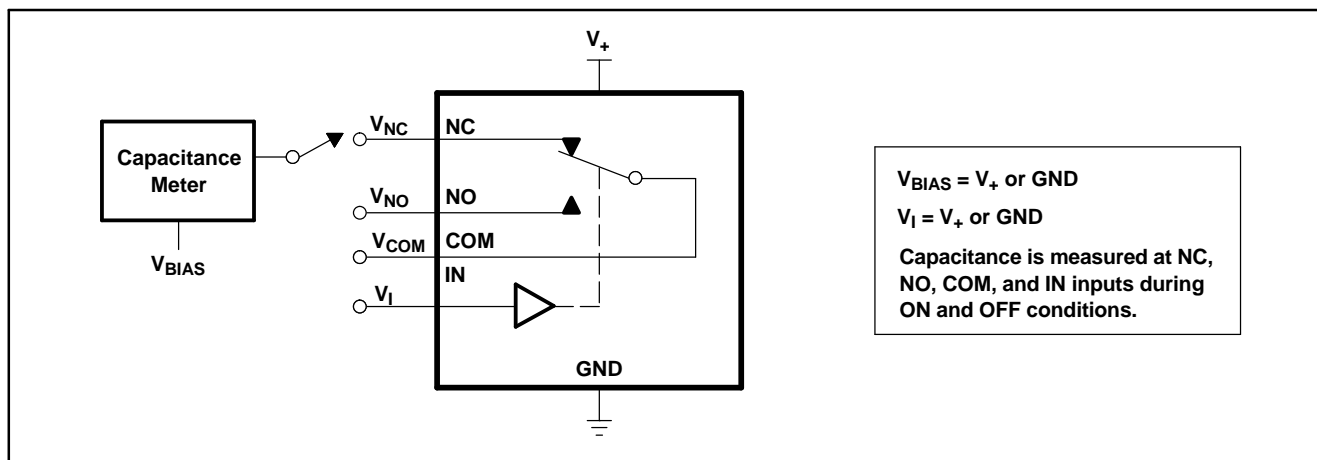 V+
Capacitance
Meter
VBIAS
VNC
NC
VNO
NO
VCOM
COM
IN
VI
GND
VBIAS = V+ or GND
VI = V+ or GND
Capacitance is measured at NC,
NO, COM, and IN inputs during
ON and OFF conditions.